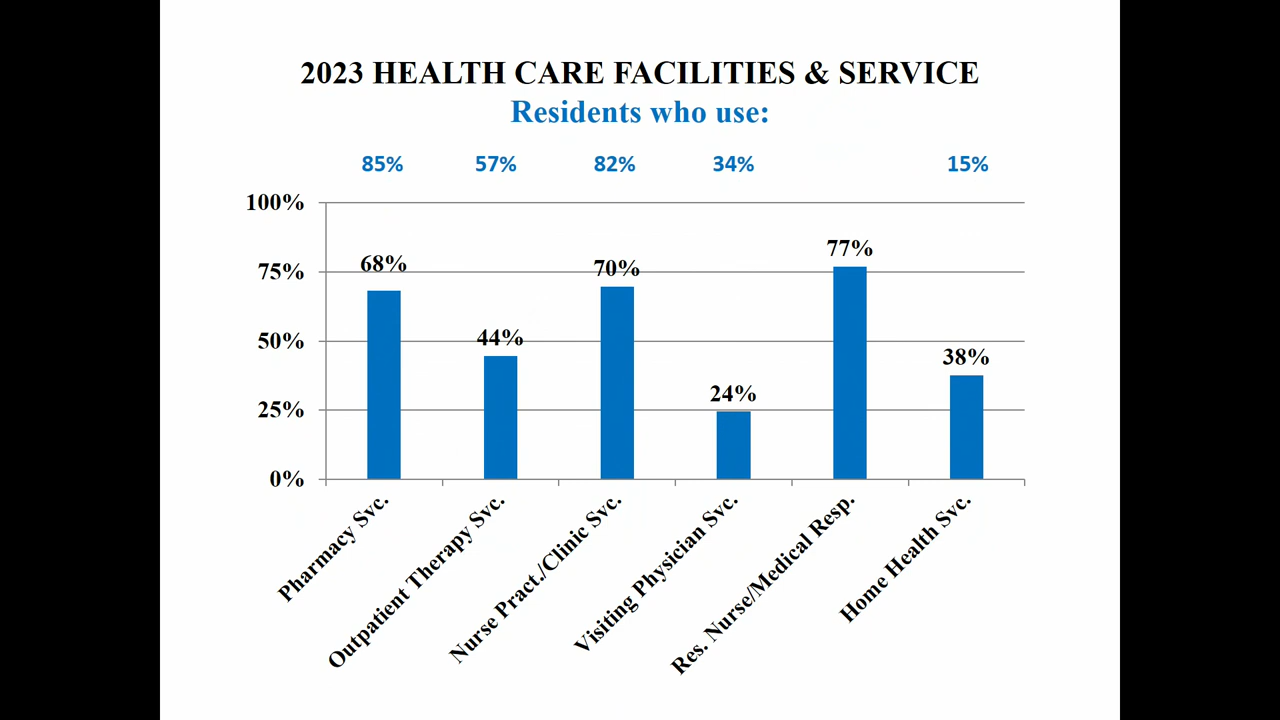 2023 HEALTH CARE FACILITIES & SERVICE
Residents who use:
85% 57% 82% 34% 15%
100%
75%
50%
25%
0%
68%
44%
70%
24%
77%
38%
Pharmacy Svc.
Outpatient Therapy Svc.
Nurse Pract./Clinic Svc.
Visiting Physician Svc.
Res. Nurse/Medical Resp.
Home Health Svc.